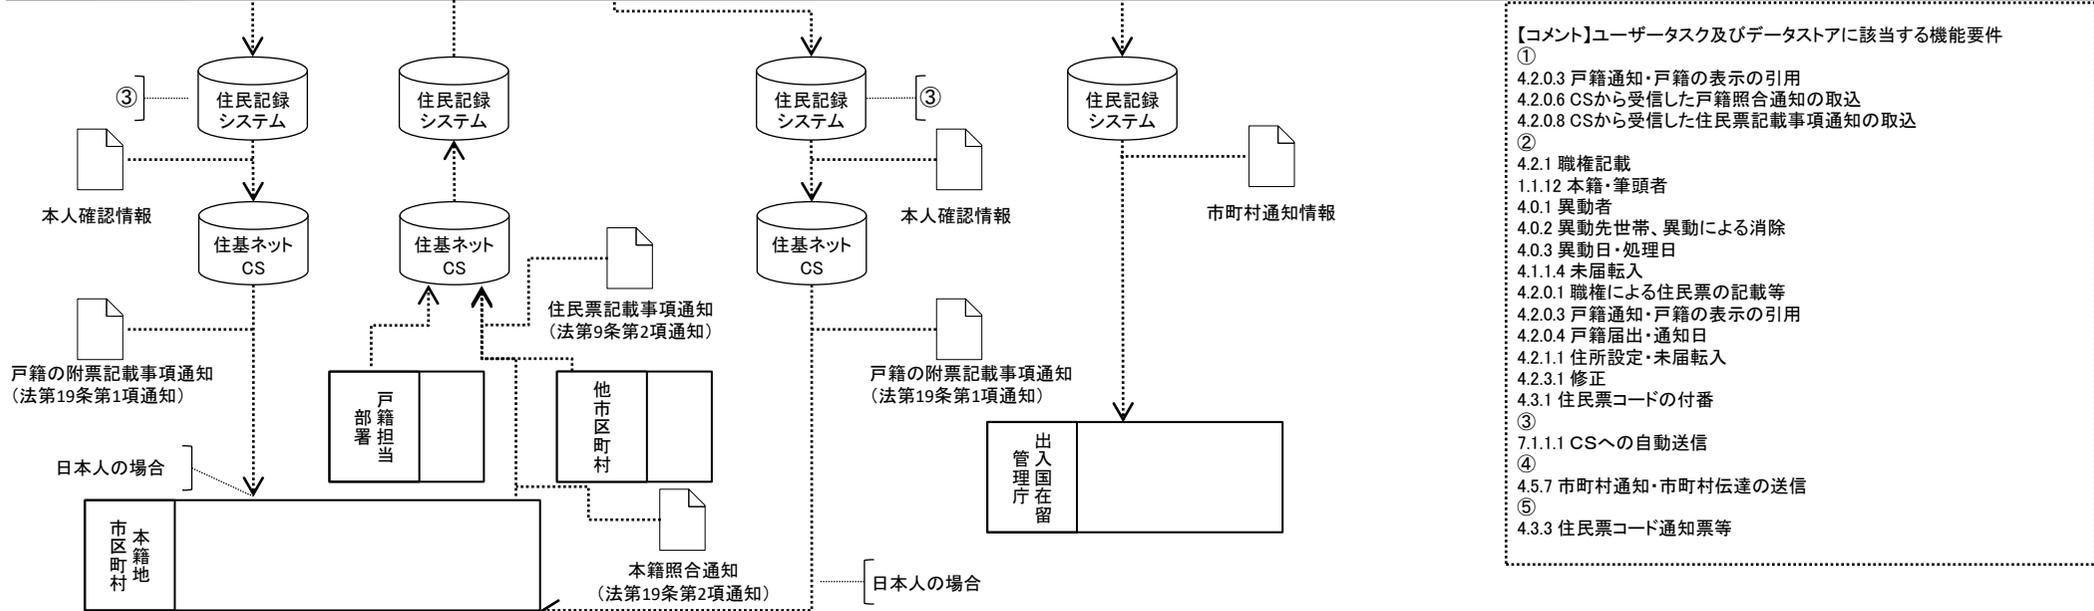 ③
住民記録
システム
本人確認情報
住基ネット
CS
戸籍の附票記載事項通知
（法第19条第1項通知）
日本人の場合
本籍地
市区町村
住民記録
システム
住基ネット
CS
住民票記載事項通知
（法第9条第2項通知）
戸籍担当
部署
他市区町村
本籍照合通知
（法第19条第2項通知）
住民記録
システム
③
本人確認情報
住基ネット
CS
戸籍の附票記載事項通知
（法第19条第1項通知）
日本人の場合
住民記録
システム
市町村通知情報
出入国在留
管理庁
【コメント】ユーザータスク及びデータストアに該当する機能要件
①
4.2.0.3 戸籍通知・戸籍の表示の引用
4.2.0.6 CSから受信した戸籍照合通知の取込
4.2.0.8 CSから受信した住民票記載事項通知の取込
②
4.2.1 職権記載
1.1.12 本籍・筆頭者
4.0.1 異動者
4.0.2 異動先世帯、異動による消除
4.0.3 異動日・処理日
4.1.1.4 未届転入
4.2.0.1 職権による住民票の記載等
4.2.0.3 戸籍通知・戸籍の表示の引用
4.2.0.4 戸籍届出・通知日
4.2.1.1 住所設定・未届転入
4.2.3.1 修正
4.3.1 住民票コードの付番
③
7.1.1.1 CSへの自動送信
④
4.5.7 市町村通知・市町村伝達の送信
⑤
4.3.3 住民票コード通知票等